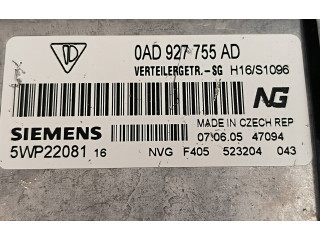 0AD 927 755 AD
VERTEILERGETR.-SG H16/S1096
NG
SIEMENS MADE IN CZECH REP
07.06.05 47094
5WP22081 16 NVG F405 523204 043